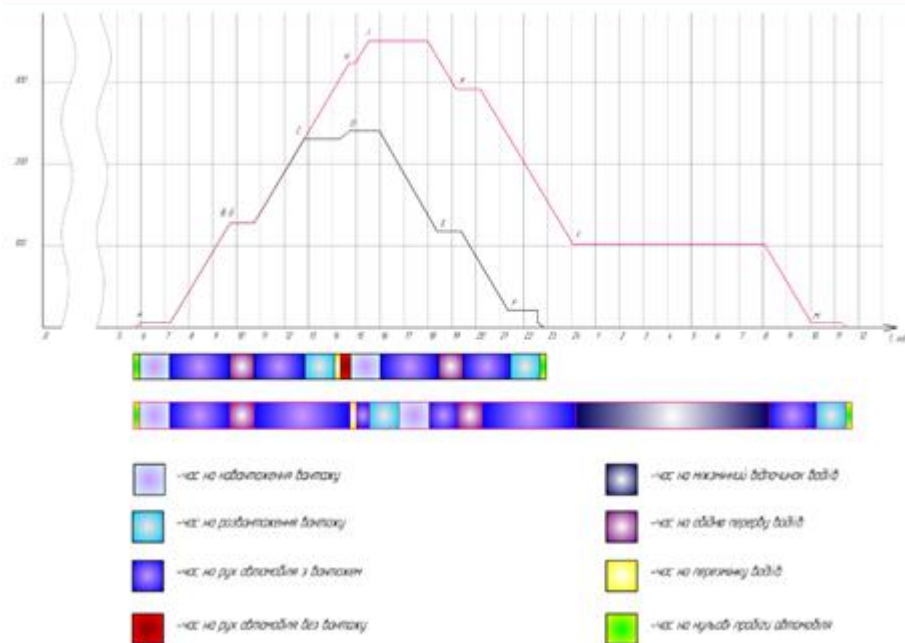 400
200
100
0
5 6 7 8 9 10 11 12 13 14 15 16 17 18 19 20 21 22 23 24 1 2 3 4 5 6 7 8 9 10 11 12
-час на навантаження вантажу
-час на розвантаження вантажу
-час на рух автомобіля з вантажем
-час на рух автомобіля без вантажу
-час на міжзмінний відпочинок водіїв
-час на обідню перерву водіїв
-час на перезмінку водіїв
-час на нульові пробіги автомобіля